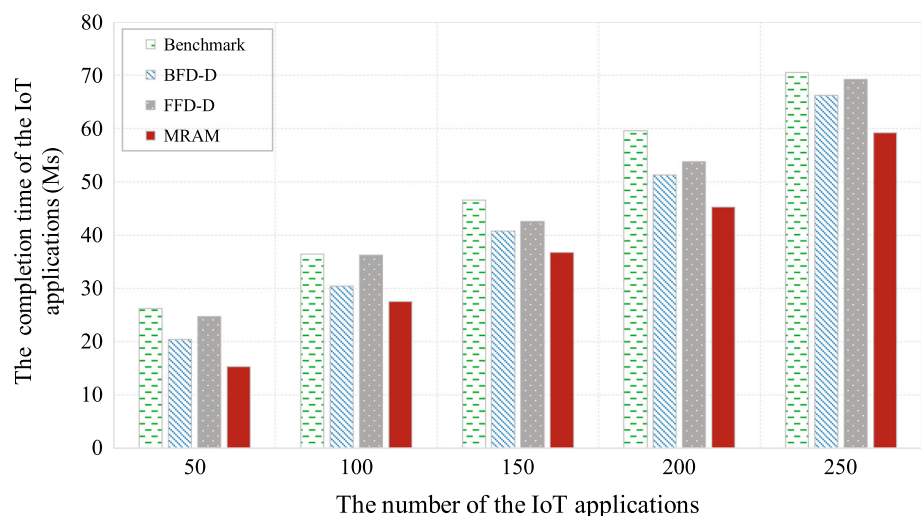 The completion time of the IoT
applications (Ms)
80
70
60
50
40
30
20
10
0
Benchmark
BFD-D
FFD-D
MRAM
50 100 150 200 250
The number of the IoT applications